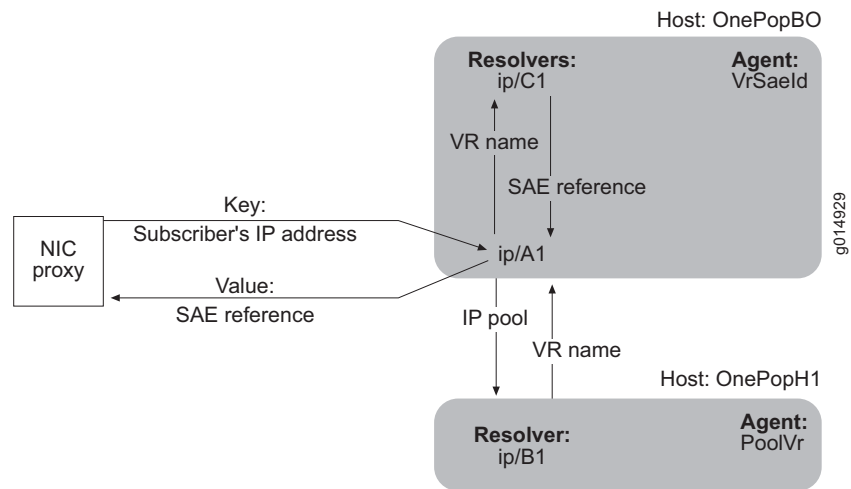 Host: OnePopBO
Resolvers:
ip/C1
Agent:
VrSaeId
VR name
SAE reference
Key:
Subscriber's IP address
NIC
proxy
ip/A1
Value:
SAE reference
IP pool
VR name
Host: OnePopH1
Resolver:
ip/B1
Agent:
PoolVr
g014929